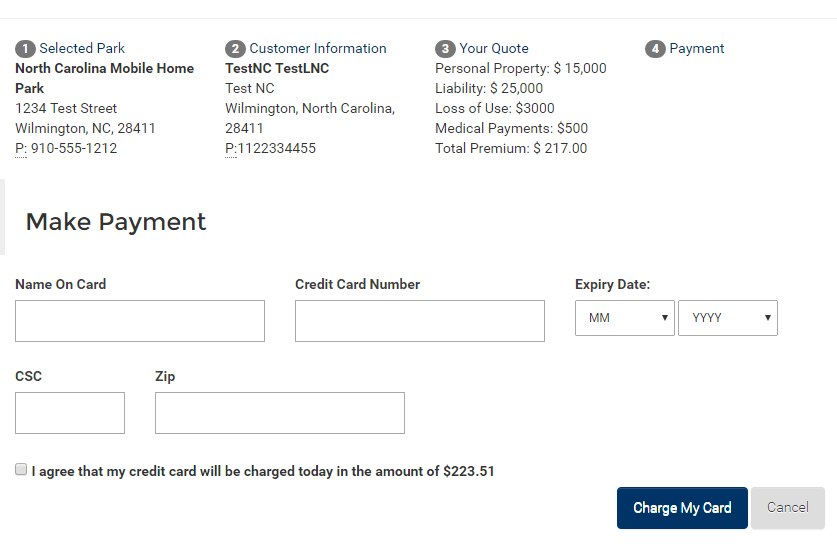 1 Selected Park
North Carolina Mobile Home
Park
1234 Test Street
Wilmington, NC, 28411
P: 910-555-1212
2 Customer Information
TestNC TestLNC
Test NC
Wilmington, North Carolina,
28411
P:1122334455
3 Your Quote
Personal Property: $ 15,000
Liability: $ 25,000
Loss of Use: $3000
Medical Payments: $500
Total Premium: $ 217.00
4 Payment
Make Payment
Name On Card
Credit Card Number
Expiry Date:
MM
YYYY
CSC
Zip
I agree that my credit card will be charged today in the amount of $223.51
Charge My Card
Cancel